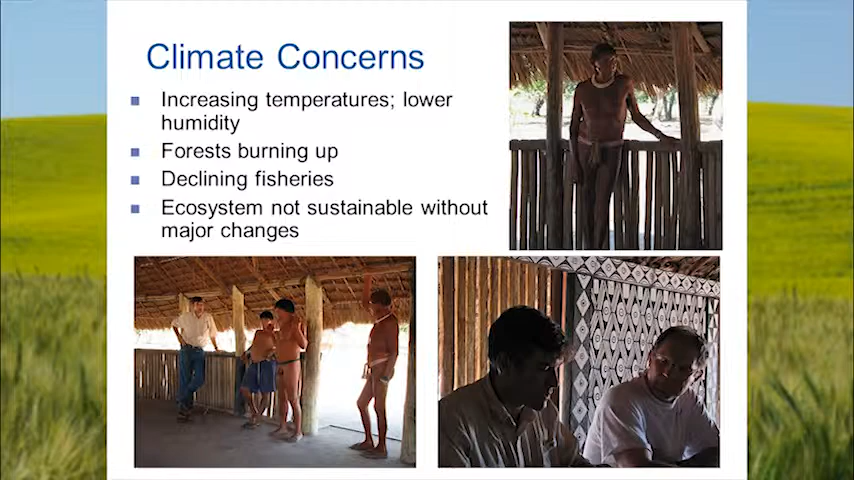 Climate Concerns
Increasing temperatures; lower
humidity
Forests burning up
Declining fisheries
Ecosystem not sustainable without
major changes